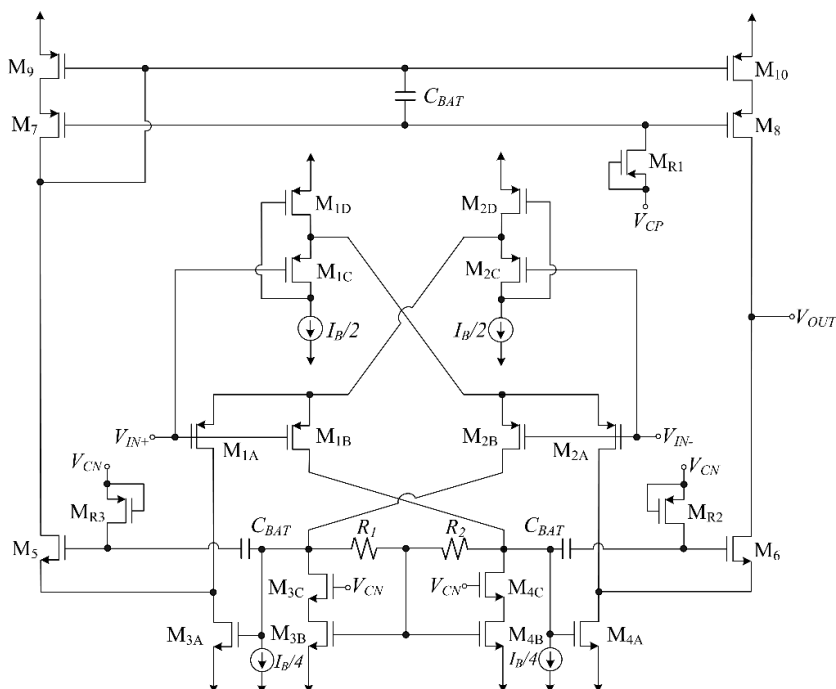 M9
M10
C_BAT
M7
M8
MR1
VCP
M1D
M2D
M1C
M2C
IB/2
IB/2
VOUT
VIN+
M1A
M1B
M2B
M2A
VIN-
VCN
MR3
VCN
MR2
M5
CBAT
R1
R2
CBAT
M6
M3C
VCN
VCN
M4C
M3A
M3B
IB/4
M4B
IB/4
M4A